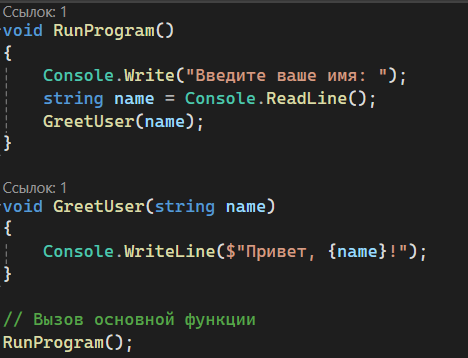 Ссылок: 1
void RunProgram()
{
    Console.Write("Введите ваше имя: ");
    string name = Console.ReadLine();
    GreetUser(name);
}
Ссылок: 1
void GreetUser(string name)
{
    Console.WriteLine($"Привет, {name}!");
}
// Вызов основной функции
RunProgram();